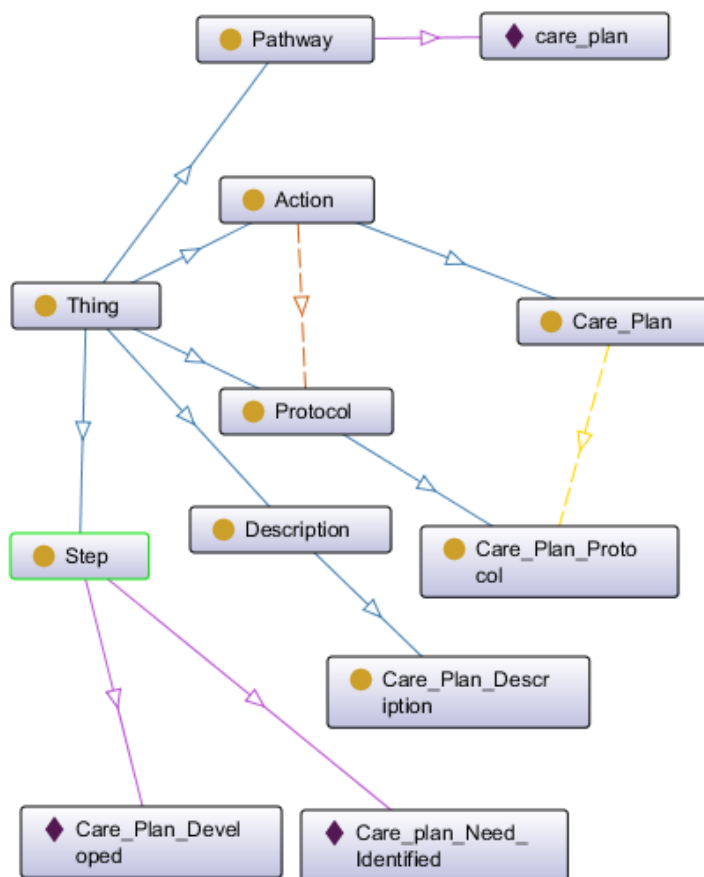 Pathway
care_plan
Action
Thing
Care_Plan
Protocol
Description
Care_Plan_Proto
col
Step
Care_Plan_Descr
iption
Care_Plan_Devel
oped
Care_plan_Need_
Identified